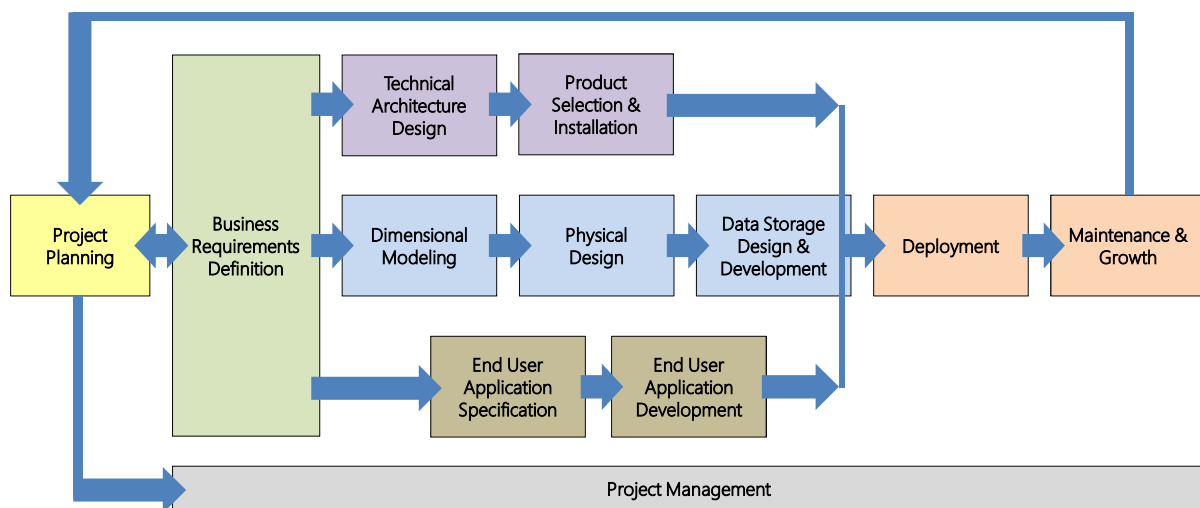 Project
Planning
Business
Requirements
Definition
Technical
Architecture
Design
Product
Selection &
Installation
Dimensional
Modeling
Physical
Design
Data Storage
Design &
Development
End User
Application
Specification
End User
Application
Development
Deployment
Maintenance &
Growth
Project Management